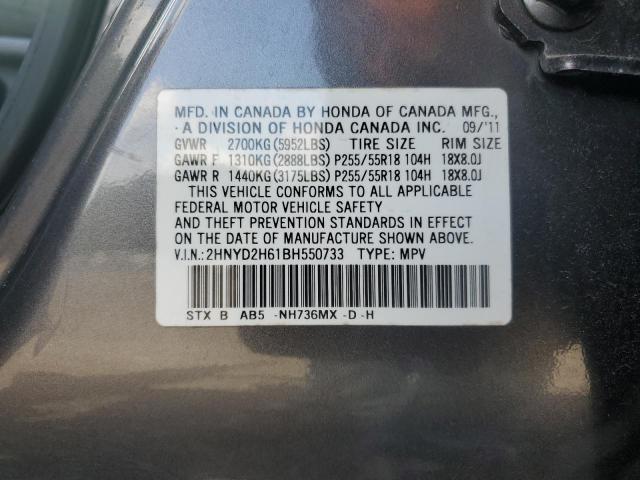 MFD. IN CANADA BY HONDA OF CANADA MFG.,
A DIVISION OF HONDA CANADA INC. 09/'11
GVWR 2700KG(5952LBS) TIRE SIZE RIM SIZE
GAWR F 1310KG(2888LBS)P255/55R18 104H 18X8.0J
GAWR R 1440KG(3175LBS)P255/55R18 104H 18X8.0J
THIS VEHICLE CONFORMS TO ALL APPLICABLE
FEDERAL MOTOR VEHICLE SAFETY
AND THEFT PREVENTION STANDARDS IN EFFECT
ON THE DATE OF MANUFACTURE SHOWN ABOVE.
V.I.N.:2HNYD2H61BH550733 TYPE: MPV
STX B AB5 -NH736MX -D -H